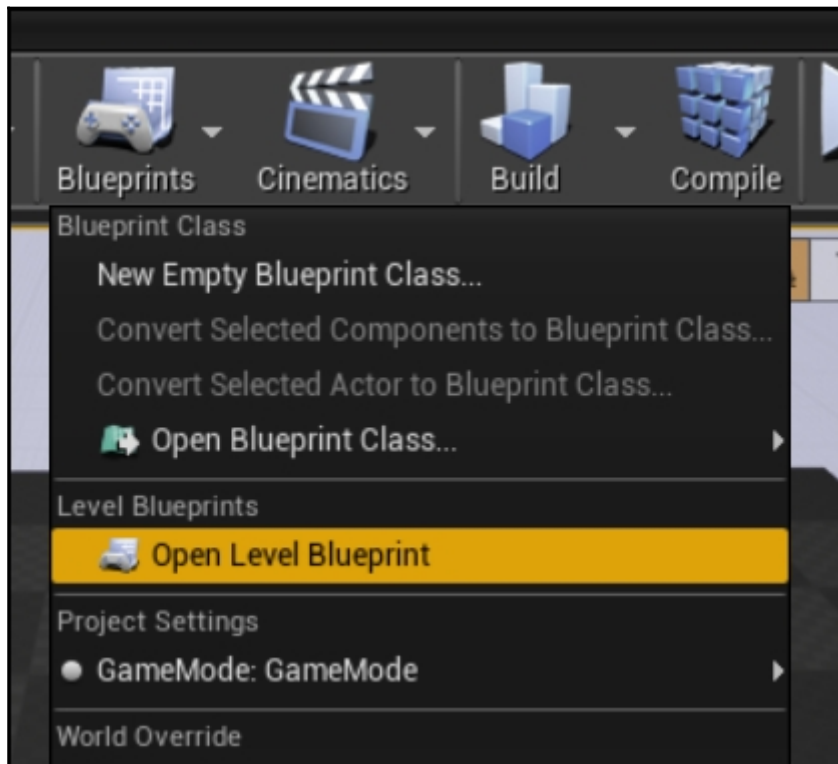 Blueprints Cinematics Build Compile
Blueprint Class
New Empty Blueprint Class...
Convert Selected Components to Blueprint Class...
Convert Selected Actor to Blueprint Class...
Open Blueprint Class...
Level Blueprints
Open Level Blueprint
Project Settings
GameMode: GameMode
World Override